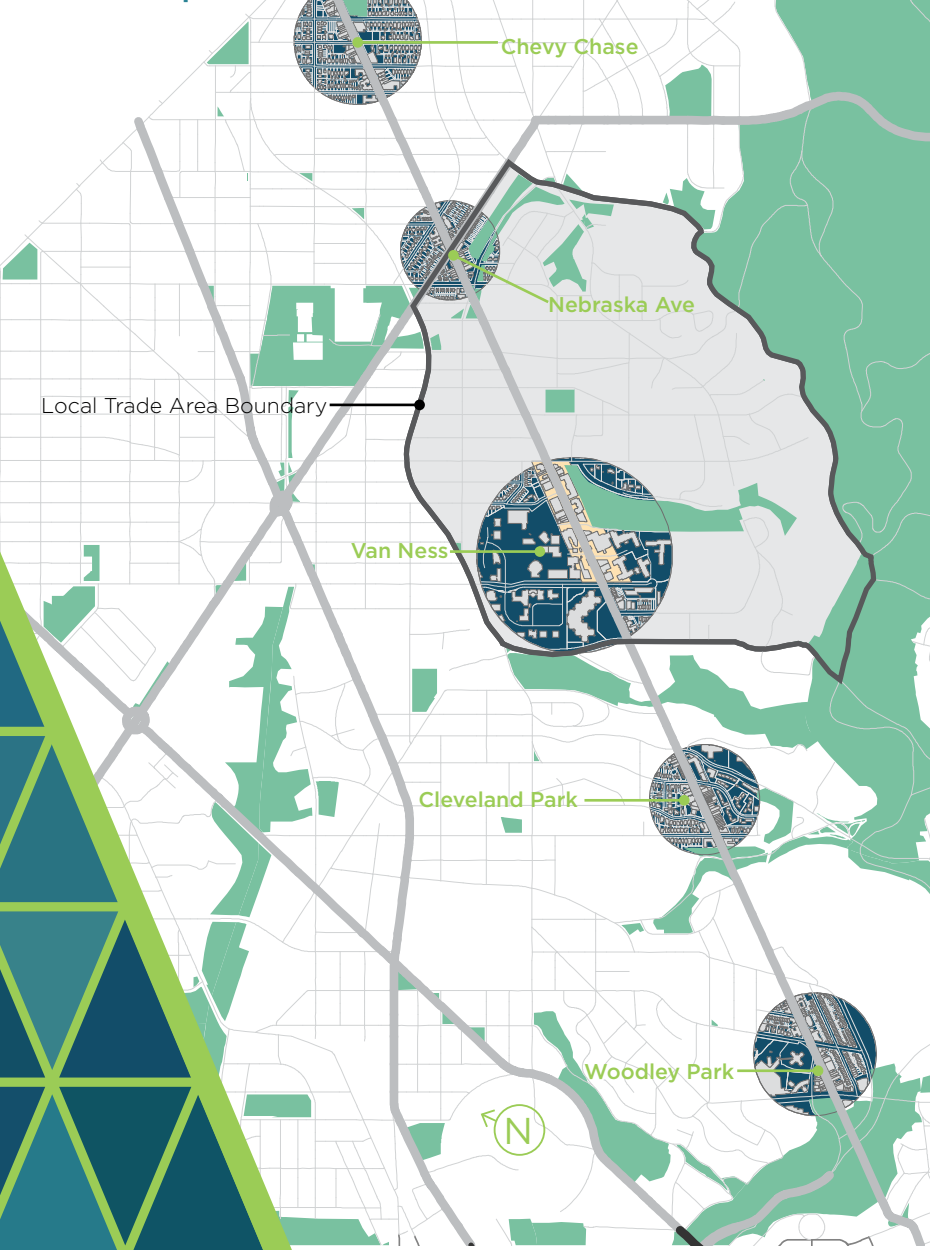 Chevy Chase
Nebraska Ave
Local Trade Area Boundary
Van Ness
Cleveland Park
Woodley Park
N